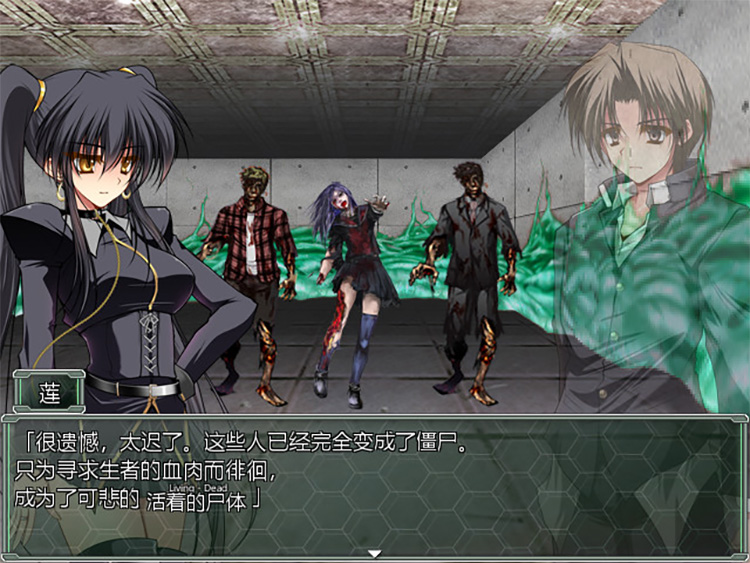 莲
「很遗憾，太迟了。这些人已经完全变成了僵尸。
只为寻求生者的血肉而徘徊，
Living・Dead
成为了可悲的 活着的尸体」